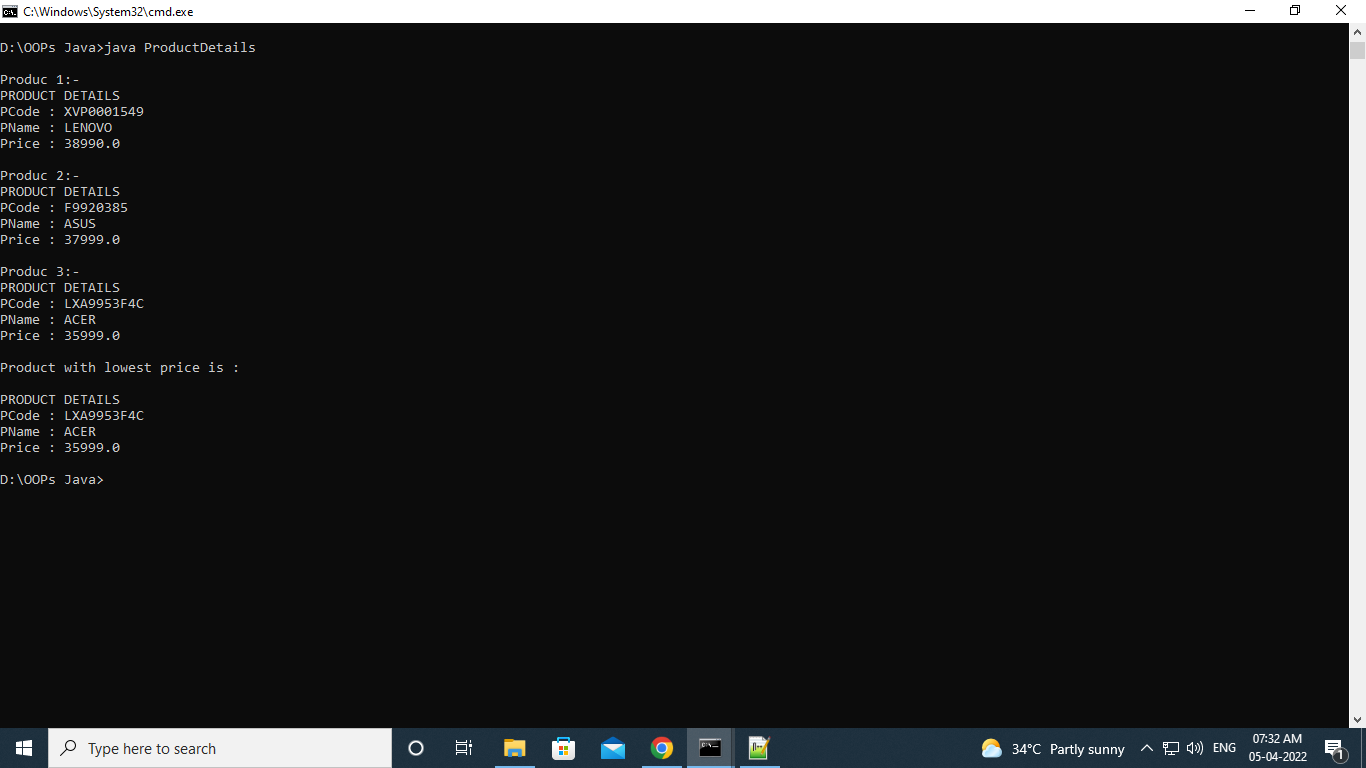 C:\Windows\System32\cmd.exe
D:\OOPs Java>java ProductDetails
Produc 1:-
PRODUCT DETAILS
PCode : XVP0001549
PName : LENOVO
Price : 38990.0
Produc 2:-
PRODUCT DETAILS
PCode : F9920385
PName : ASUS
Price : 37999.0
Produc 3:-
PRODUCT DETAILS
PCode : LXA9953F4C
PName : ACER
Price : 35999.0
Product with lowest price is :
PRODUCT DETAILS
PCode : LXA9953F4C
PName : ACER
Price : 35999.0
D:\OOPs Java>
Type here to search
34°C Partly sunny
ENG
07:32 AM
05-04-2022
1